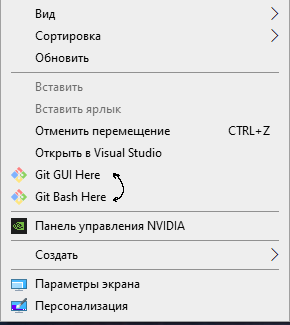 Вид
Сортировка
Обновить
Вставить
Вставить ярлык
Отменить перемещение CTRL+Z
Открыть в Visual Studio
Git GUI Here
Git Bash Here
Панель управления NVIDIA
Создать
Параметры экрана
Персонализация